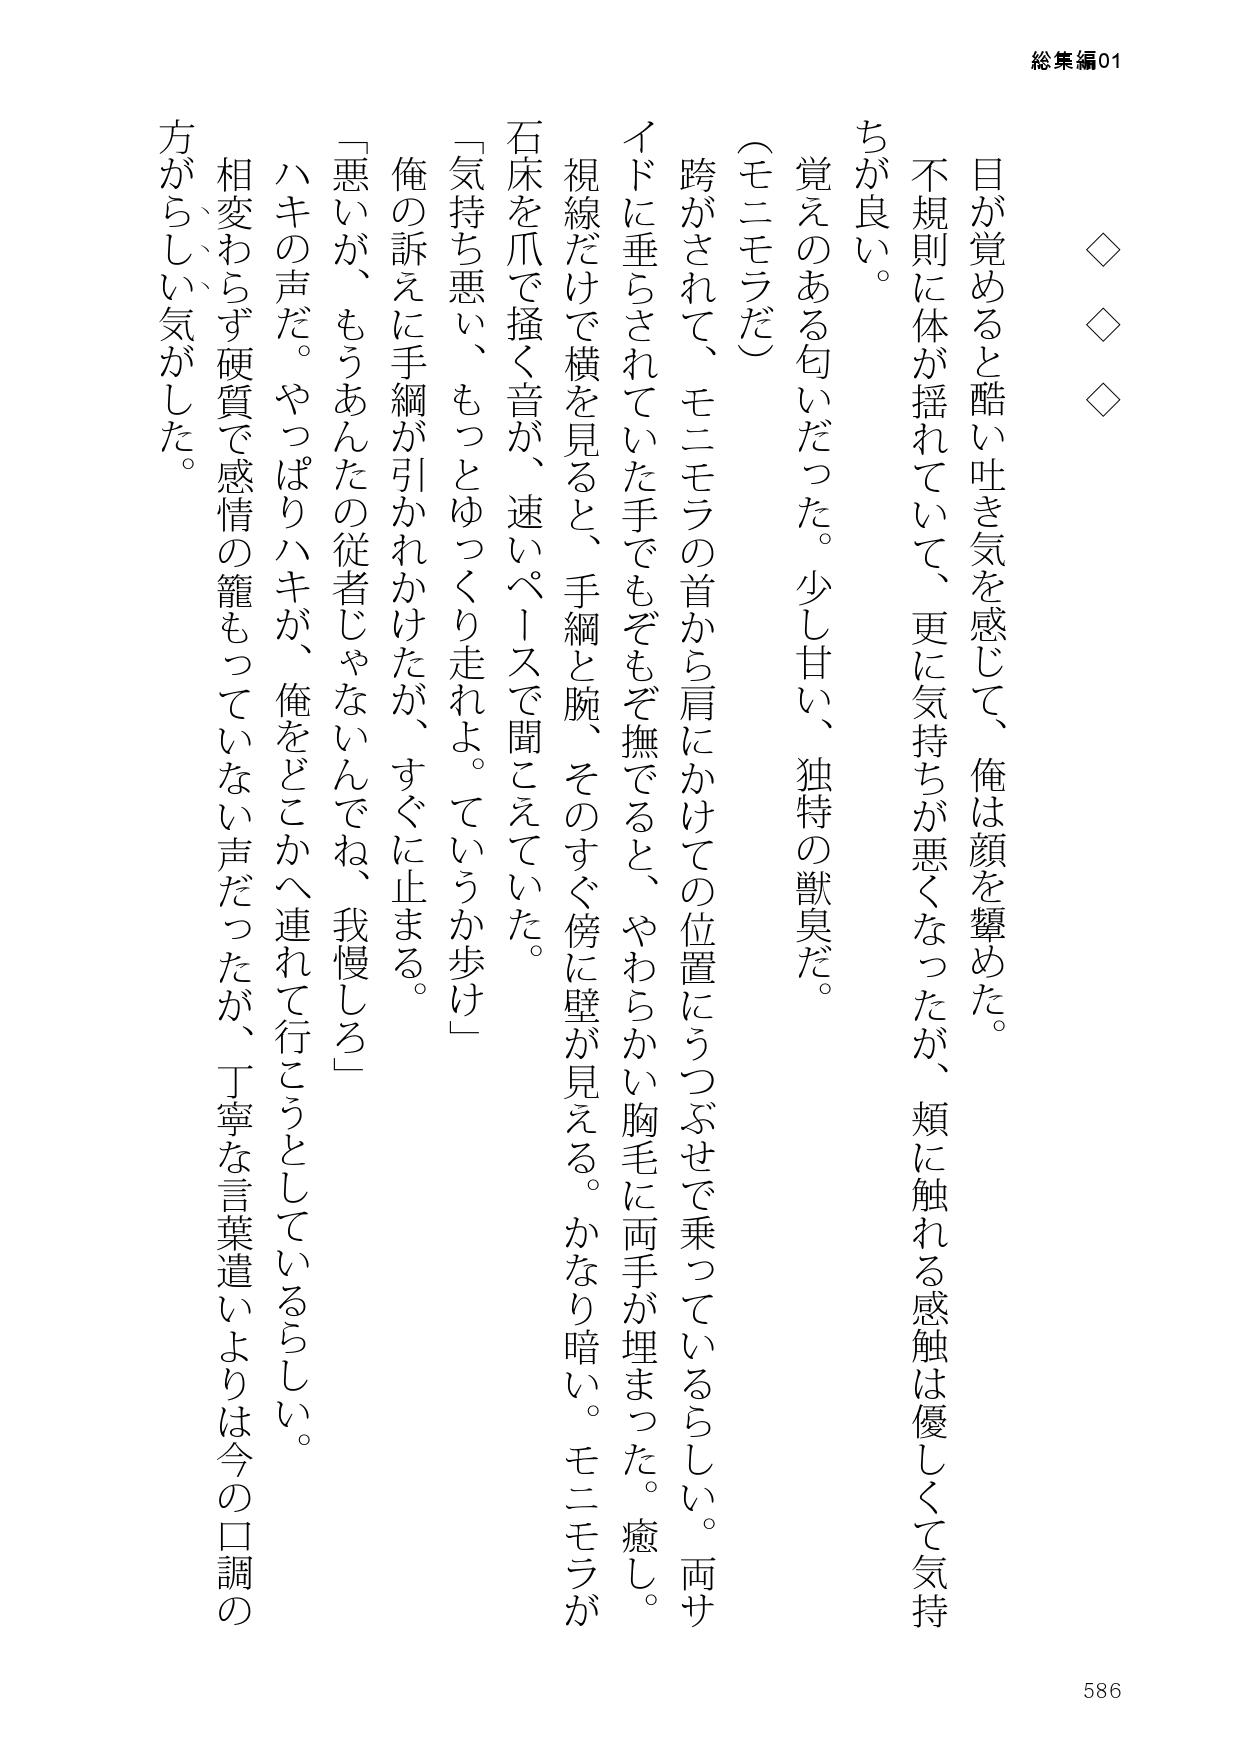 総集編01
◇　◇　◇
　目が覚めると酷い吐き気を感じて、俺は顔を顰めた。
　不規則に体が揺れていて、更に気持ちが悪くなったが、頬に触れる感触は優しくて気持
ちが良い。
　覚えのある匂いだった。少し甘い、独特の獣臭だ。
（モニモラだ）
　跨がされて、モニモラの首から肩にかけての位置にうつぶせで乗っているらしい。両サ
イドに垂らされていた手でもぞもぞ撫でると、やわらかい胸毛に両手が埋まった。癒し。
　視線だけで横を見ると、手綱と腕、そのすぐ傍に壁が見える。かなり暗い。モニモラが
石床を爪で掻く音が、速いペースで聞こえていた。
「気持ち悪い、もっとゆっくり走れよ。ていうか歩け」
　俺の訴えに手綱が引かれかけたが、すぐに止まる。
「悪いが、もうあんたの従者じゃないんでね、我慢しろ」
　ハキの声だ。やっぱりハキが、俺をどこかへ連れて行こうとしているらしい。
　相変わらず硬質で感情の籠もっていない声だったが、丁寧な言葉遣いよりは今の口調の
方がらしい気がした。
586